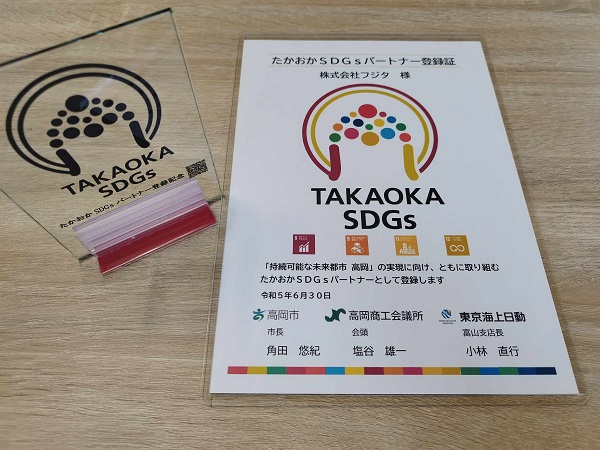 TAKAOKA
SDGs
たかおか SDGs パートナー登録記念
たかおかSDGsパートナー登録証
株式会社フジタ 様
TAKAOKA
SDGs
「持続可能な未来都市 高岡」の実現に向け、ともに取り組む
たかおかSDGsパートナーとして登録します
令和5年6月30日
高岡市 高岡商工会議所 東京海上日動
市長 会頭 富山支店長
角田 悠紀 塩谷 雄一 小林 直行